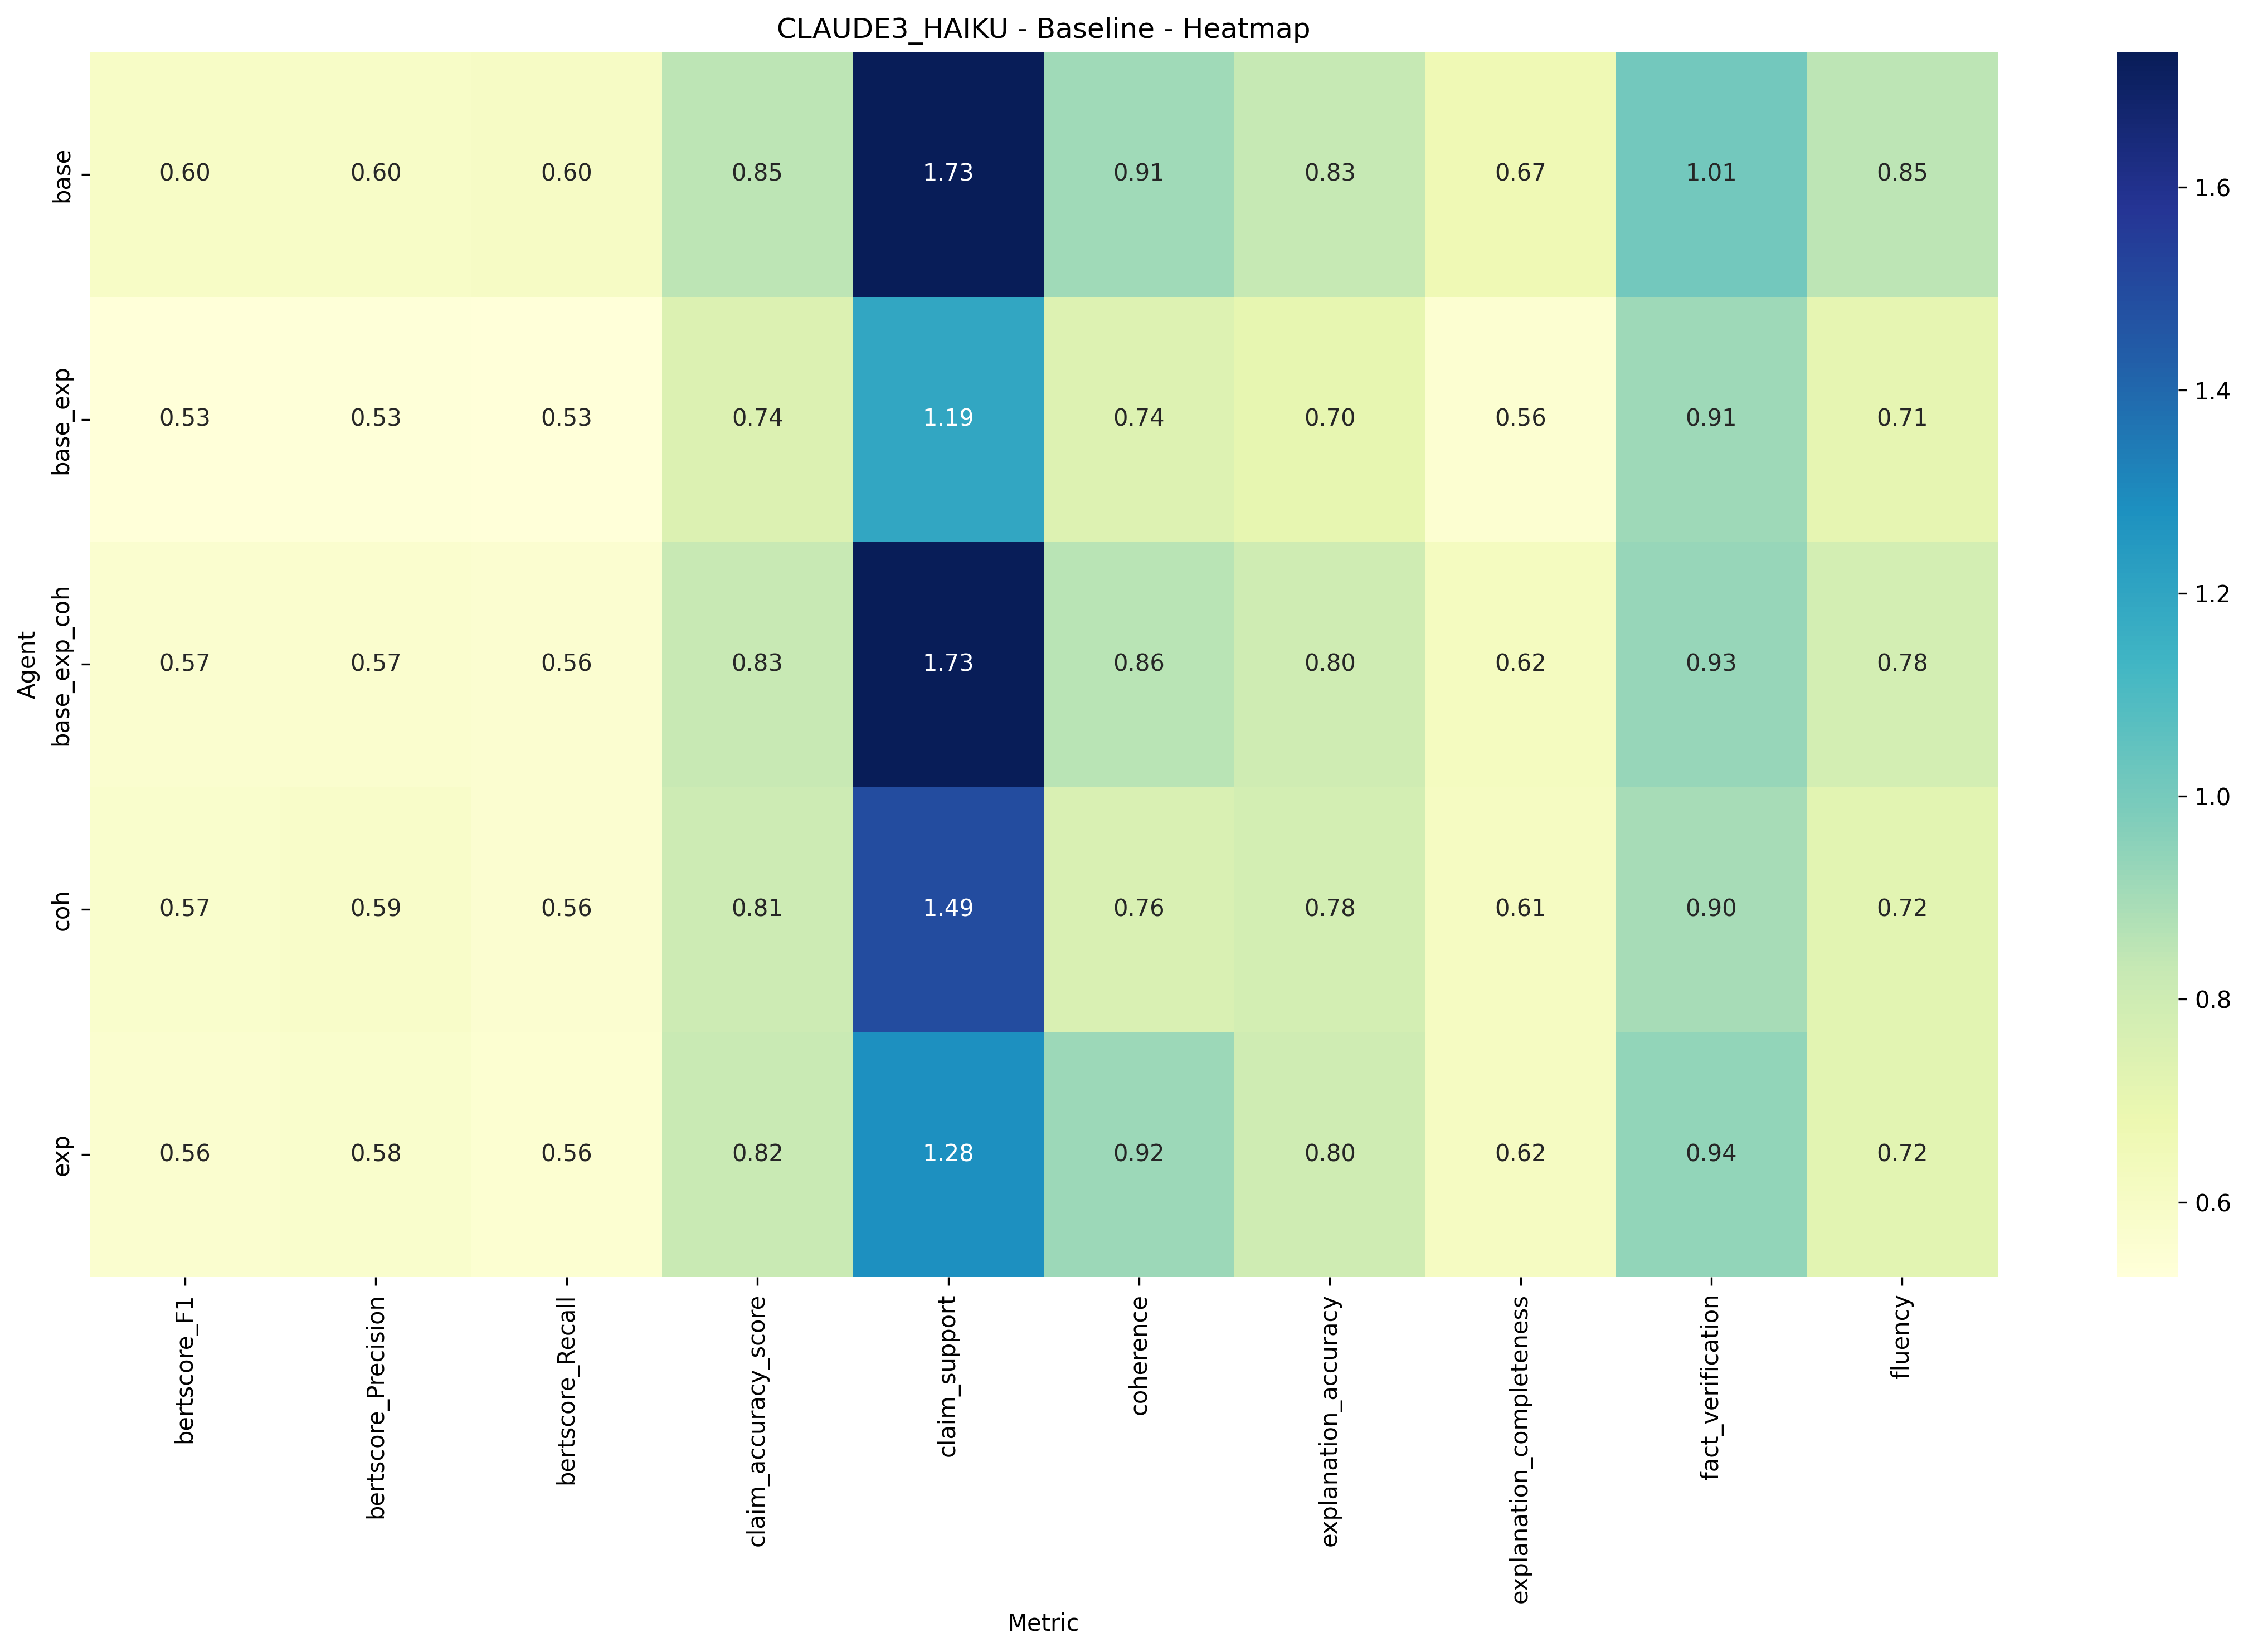 CLAUDE3_HAIKU - Baseline - Heatmap
Agent
base
0.60 0.60 0.60 0.85 1.73 0.91 0.83 0.67 1.01 0.85
base_exp
0.53 0.53 0.53 0.74 1.19 0.74 0.70 0.56 0.91 0.71
base_exp_coh
0.57 0.57 0.56 0.83 1.73 0.86 0.80 0.62 0.93 0.78
coh
0.57 0.59 0.56 0.81 1.49 0.76 0.78 0.61 0.90 0.72
exp
0.56 0.58 0.56 0.82 1.28 0.92 0.80 0.62 0.94 0.72
bertscore_F1
bertscore_Precision
bertscore_Recall
claim_accuracy_score
claim_support
coherence
explanation_accuracy
explanation_completeness
fact_verification
fluency
Metric
1.6
1.4
1.2
1.0
0.8
0.6